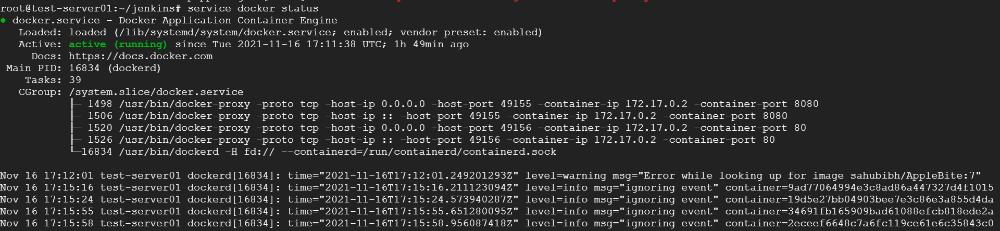 root@test-server01:~/jenkins# service docker status
● docker.service - Docker Application Container Engine
   Loaded: loaded (/lib/systemd/system/docker.service; enabled; vendor preset: enabled)
   Active: active (running) since Tue 2021-11-16 17:11:38 UTC; 1h 49min ago
     Docs: https://docs.docker.com
 Main PID: 16834 (dockerd)
    Tasks: 39
   CGroup: /system.slice/docker.service
           ├─ 1498 /usr/bin/docker-proxy -proto tcp -host-ip 0.0.0.0 -host-port 49155 -container-ip 172.17.0.2 -container-port 8080
           ├─ 1506 /usr/bin/docker-proxy -proto tcp -host-ip :: -host-port 49155 -container-ip 172.17.0.2 -container-port 8080
           ├─ 1520 /usr/bin/docker-proxy -proto tcp -host-ip 0.0.0.0 -host-port 49156 -container-ip 172.17.0.2 -container-port 80
           ├─ 1526 /usr/bin/docker-proxy -proto tcp -host-ip :: -host-port 49156 -container-ip 172.17.0.2 -container-port 80
           └─16834 /usr/bin/dockerd -H fd:// --containerd=/run/containerd/containerd.sock
Nov 16 17:12:01 test-server01 dockerd[16834]: time="2021-11-16T17:12:01.249201293Z" level=warning msg="Error while looking up for image sahubibh/AppleBite:7"
Nov 16 17:15:16 test-server01 dockerd[16834]: time="2021-11-16T17:15:16.211123094Z" level=info msg="ignoring event" container=9ad77064994e3c8ad86a447327d4f1015
Nov 16 17:15:24 test-server01 dockerd[16834]: time="2021-11-16T17:15:24.573940287Z" level=info msg="ignoring event" container=19d5e27bb04903bee7e3c86e3a855d4da
Nov 16 17:15:55 test-server01 dockerd[16834]: time="2021-11-16T17:15:55.651280095Z" level=info msg="ignoring event" container=34691fb165909bad61088efcb818ede2a
Nov 16 17:15:58 test-server01 dockerd[16834]: time="2021-11-16T17:15:58.956087418Z" level=info msg="ignoring event" container=2eceef6648c7a6fc119ce61e6c35843c0